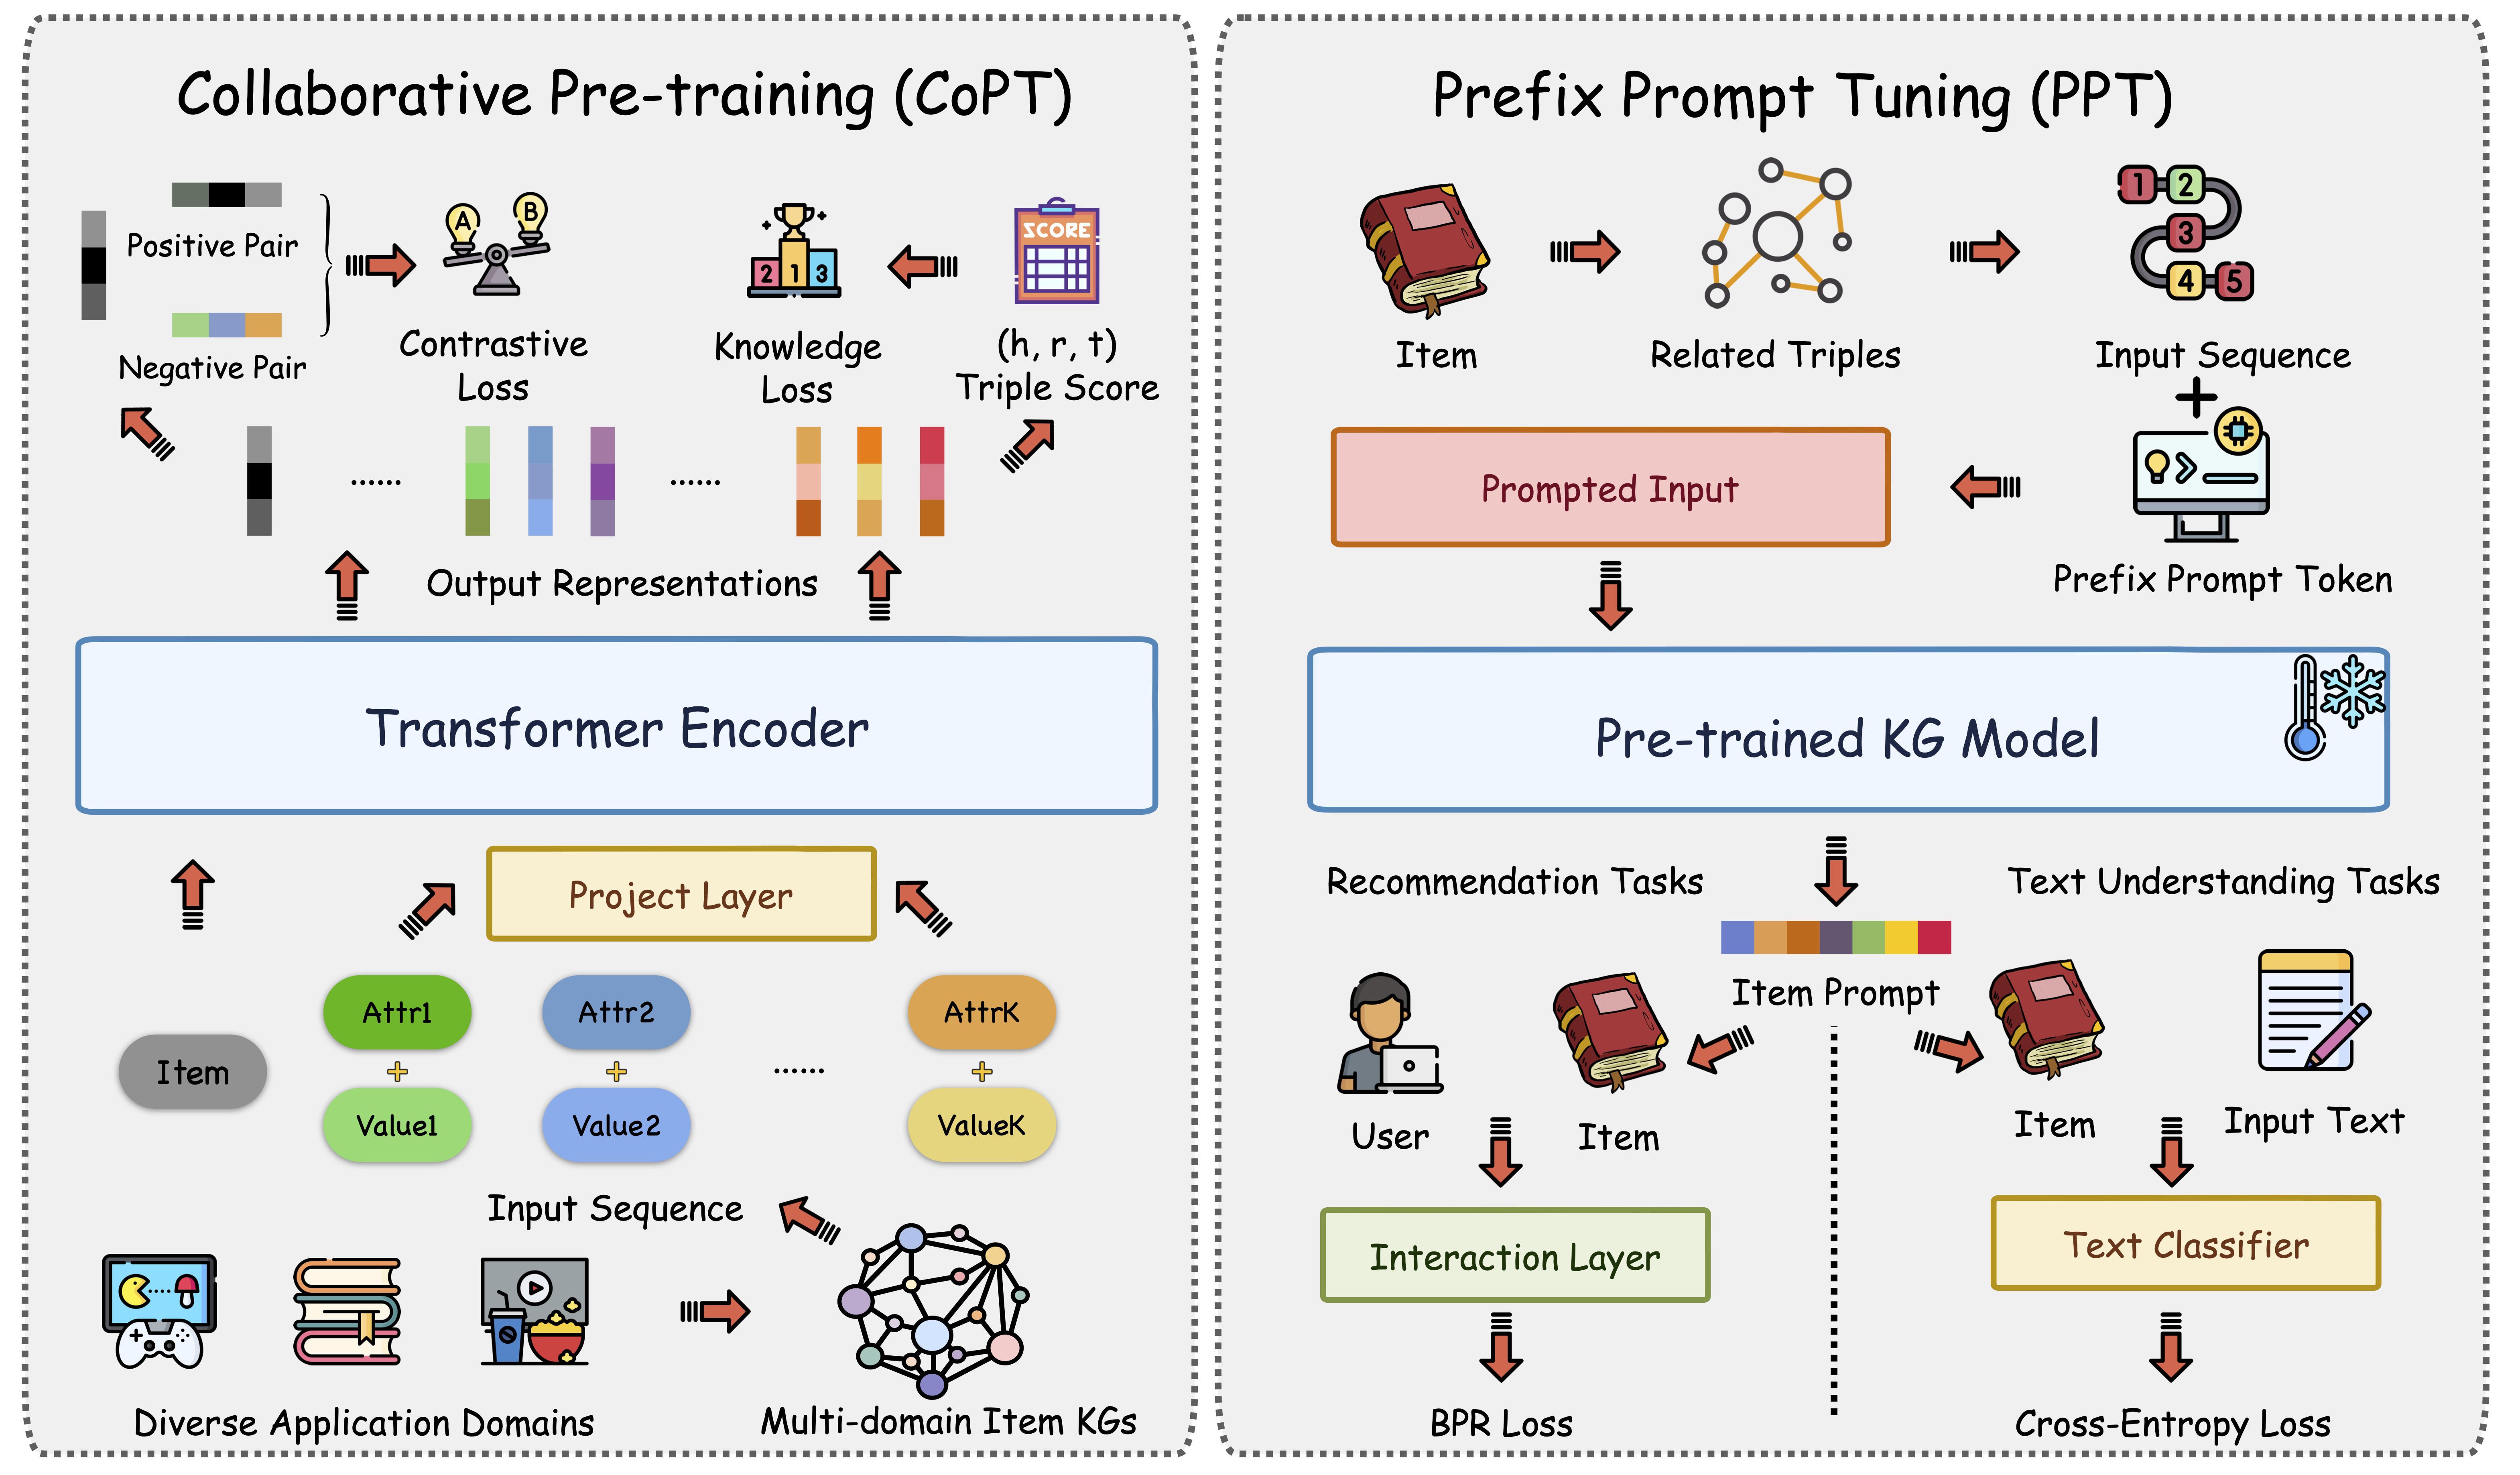 Collaborative Pre-training (CoPT)
Positive Pair
Negative Pair
A
B
Contrastive
Loss
2 1 3
Knowledge
Loss
SCORE
(h, r, t)
Triple Score
......
......
Output Representations
Transformer Encoder
Project Layer
Item
Attr1
+
Value1
Attr2
+
Value2
......
AttrK
+
ValueK
Input Sequence
Diverse Application Domains
Multi-domain Item KGs
Prefix Prompt Tuning (PPT)
Item
Related Triples
1 2
3
4 5
Input Sequence
+
Prefix Prompt Token
Prompted Input
Pre-trained KG Model
Recommendation Tasks
Text Understanding Tasks
Item Prompt
User
Item
Interaction Layer
BPR Loss
Item
Input Text
Text Classifier
Cross-Entropy Loss